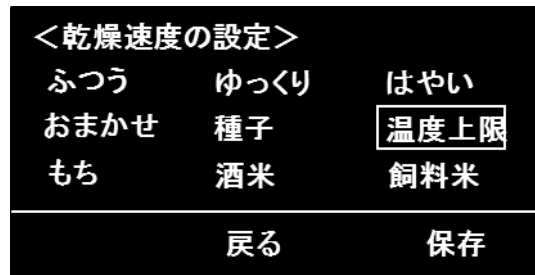 ＜乾燥速度の設定＞
ふつう ゆっくり はやい
おまかせ 種子 温度上限
もち 酒米 飼料米
戻る 保存